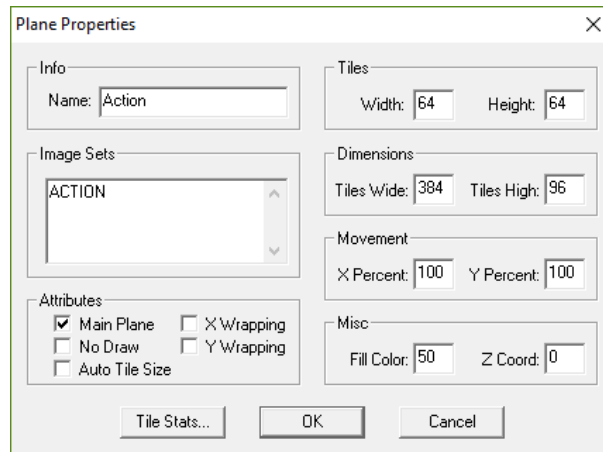 Plane Properties
Info
Name: Action
Image Sets
ACTION
Attributes
Main Plane X Wrapping
No Draw Y Wrapping
Auto Tile Size
Tiles
Width: 64 Height: 64
Dimensions
Tiles Wide: 384 Tiles High: 96
Movement
X Percent: 100 Y Percent: 100
Misc
Fill Color: 50 Z Coord: 0
Tile Stats... OK Cancel